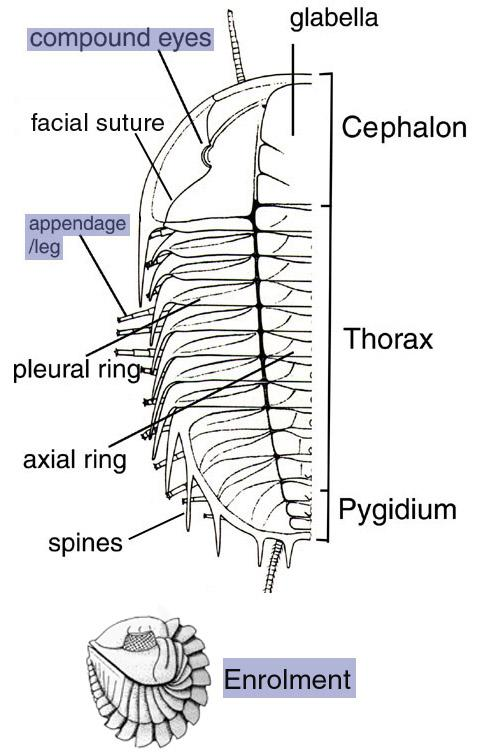 glabella
compound eyes
facial suture
Cephalon
appendage
/leg
Thorax
pleural ring
axial ring
Pygidium
spines
Enrolment